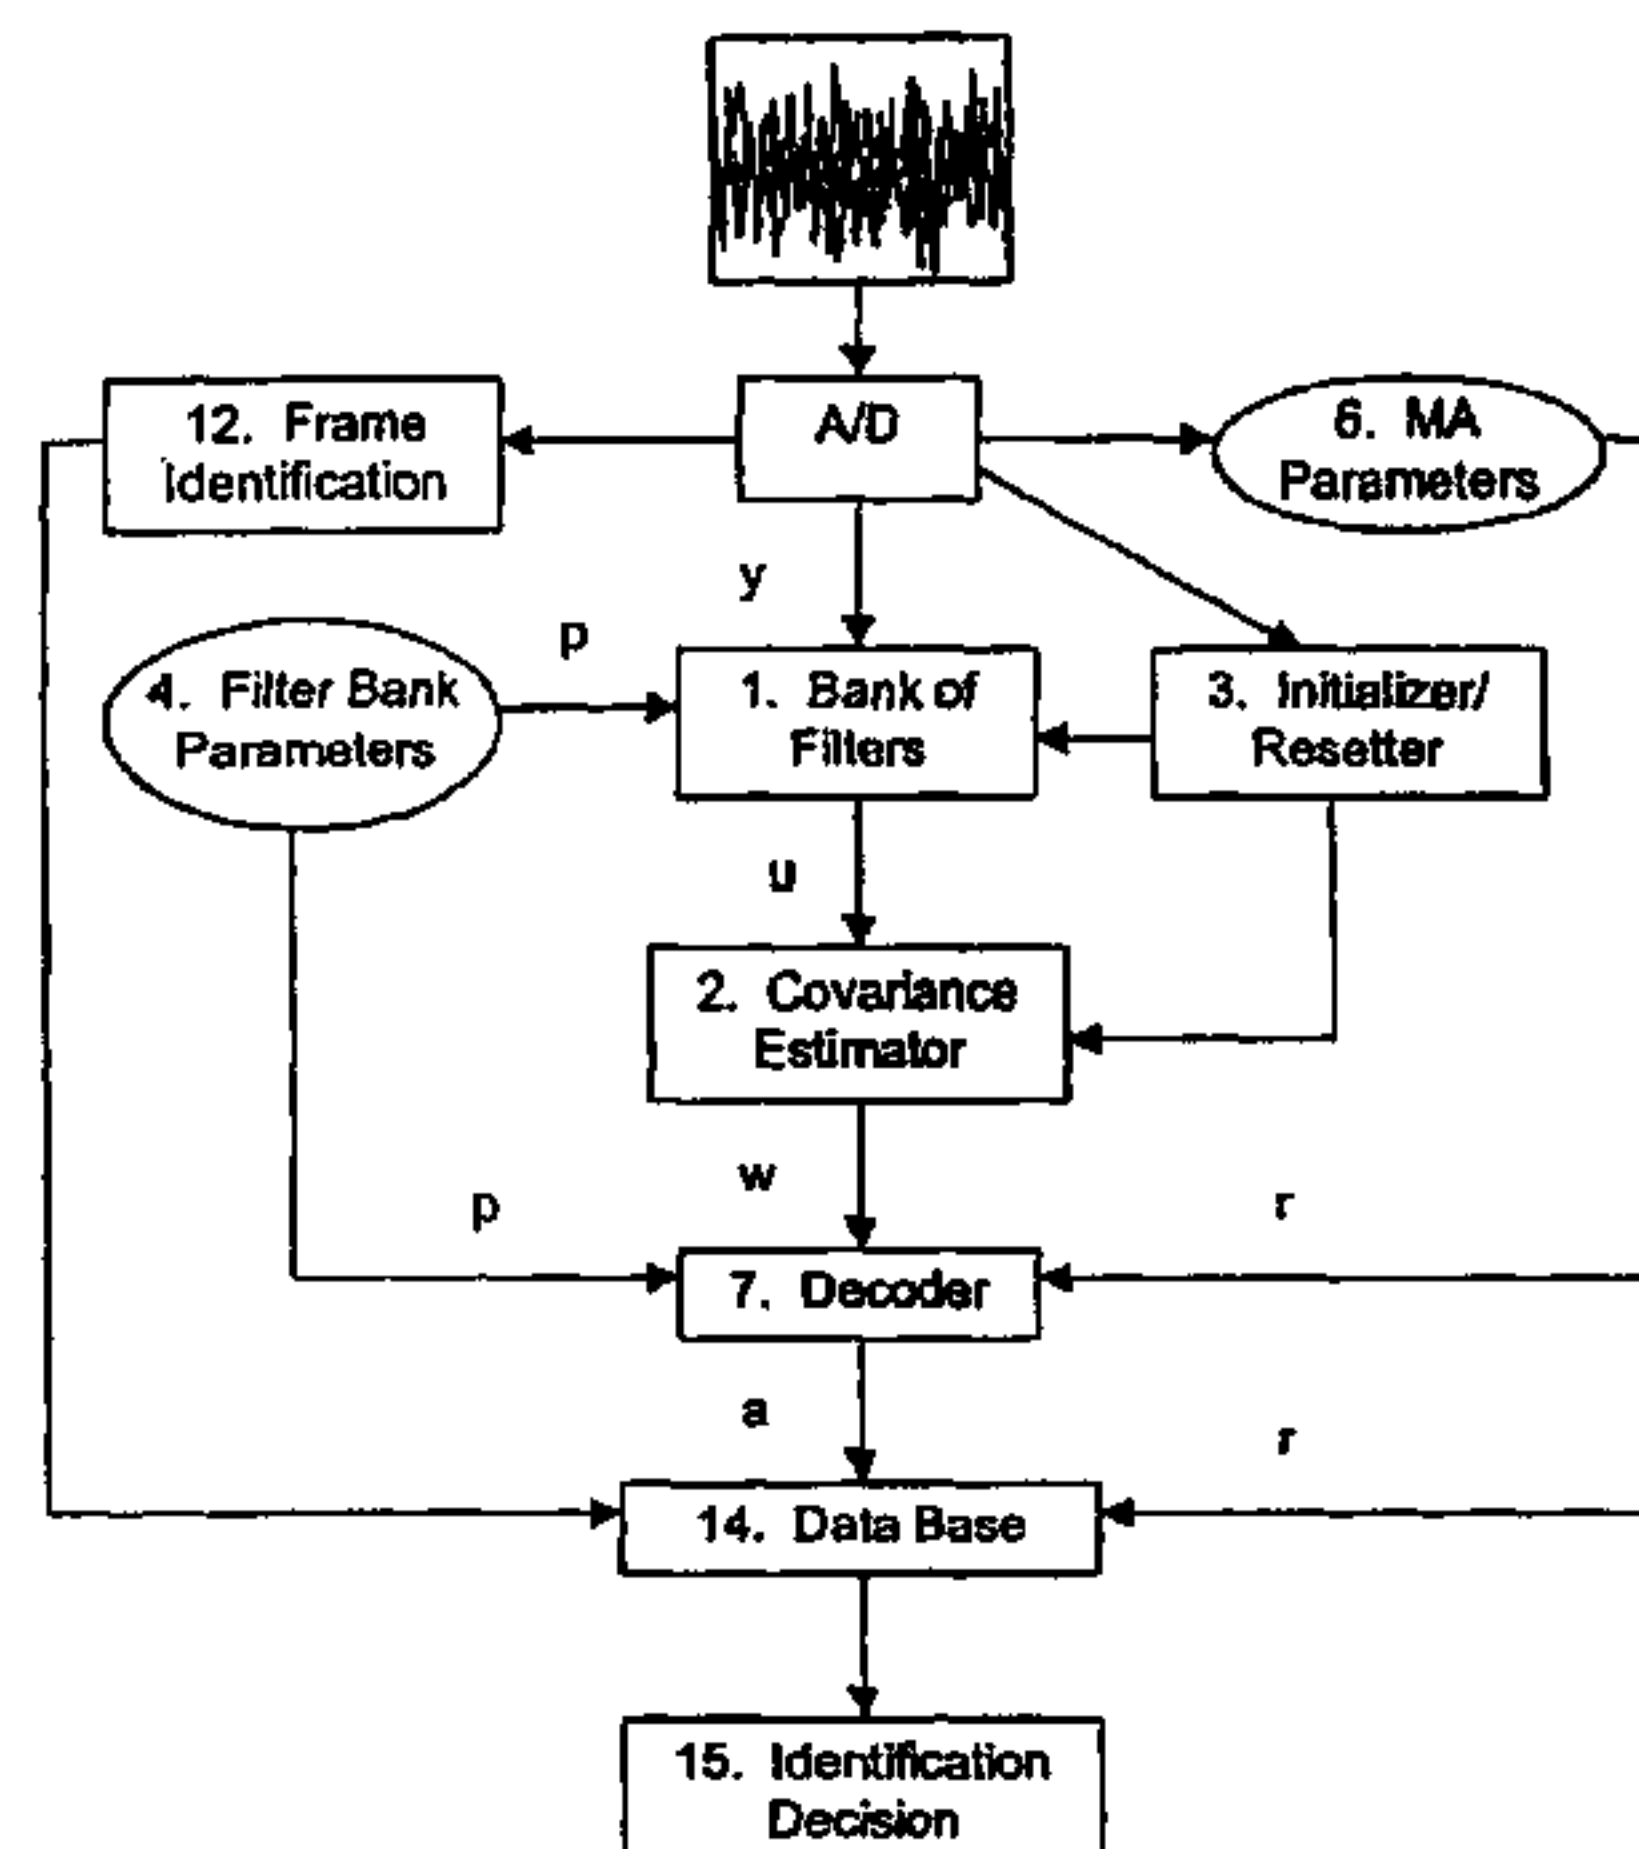 12. Frame
Identification
A/D
6. MA
Parameters
y
p
4. Filter Bank
Parameters
1. Bank of
Filters
3. Initializer/
Resetter
u
2. Covariance
Estimator
w
p
r
7. Decoder
a
r
14. Data Base
15. Identification
Decision